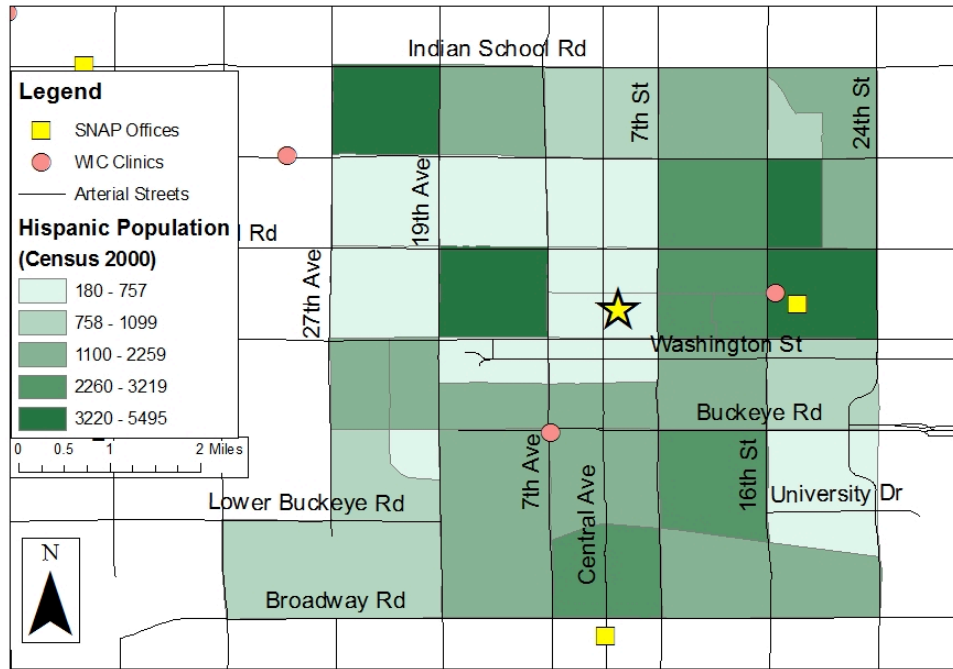 Indian School Rd
Legend
SNAP Offices
WIC Clinics
Arterial Streets
Hispanic Population
(Census 2000)
180 - 757
758 - 1099
1100 - 2259
2260 - 3219
3220 - 5495
0 0.5 1 2 Miles
7th St
24th St
19th Ave
Rd
27th Ave
Washington St
Buckeye Rd
7th Ave
Central Ave
16th St
University Dr
Lower Buckeye Rd
Broadway Rd
N